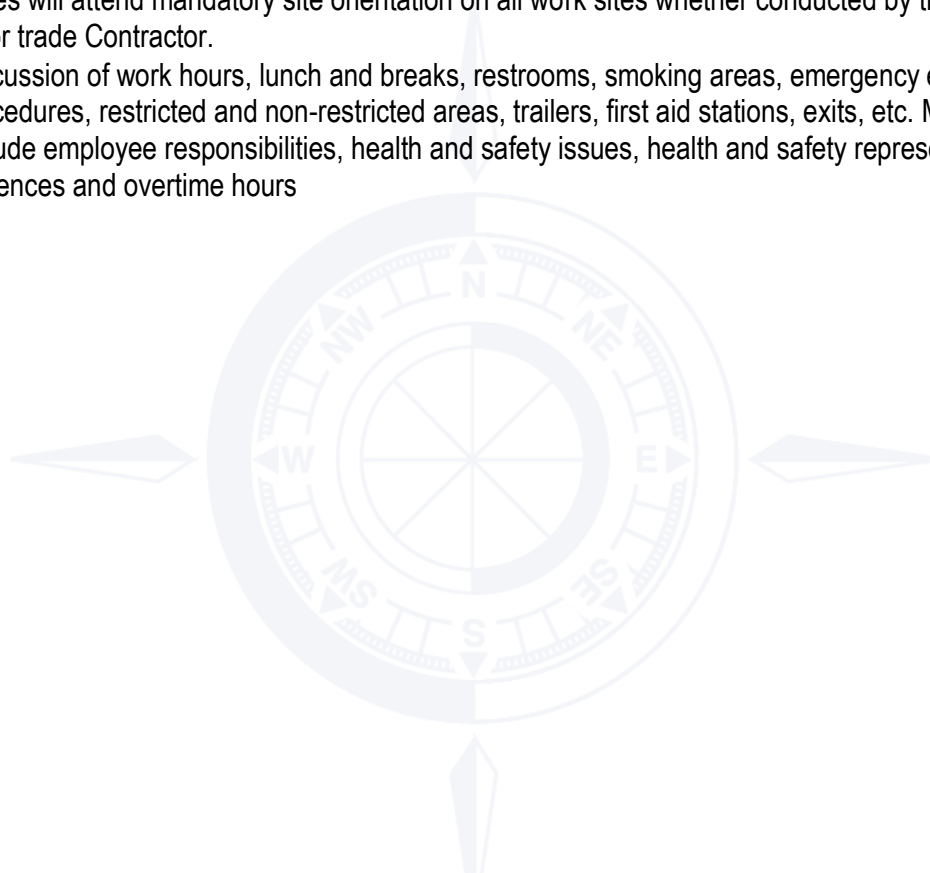 es will attend mandatory site orientation on all work sites whether conducted by t
or trade Contractor.
cussion of work hours, lunch and breaks, restrooms, smoking areas, emergency e
cedures, restricted and non-restricted areas, trailers, first aid stations, exits, etc. M
ude employee responsibilities, health and safety issues, health and safety repres
ences and overtime hours
N
NW
NE
W
E
SW
SE
S